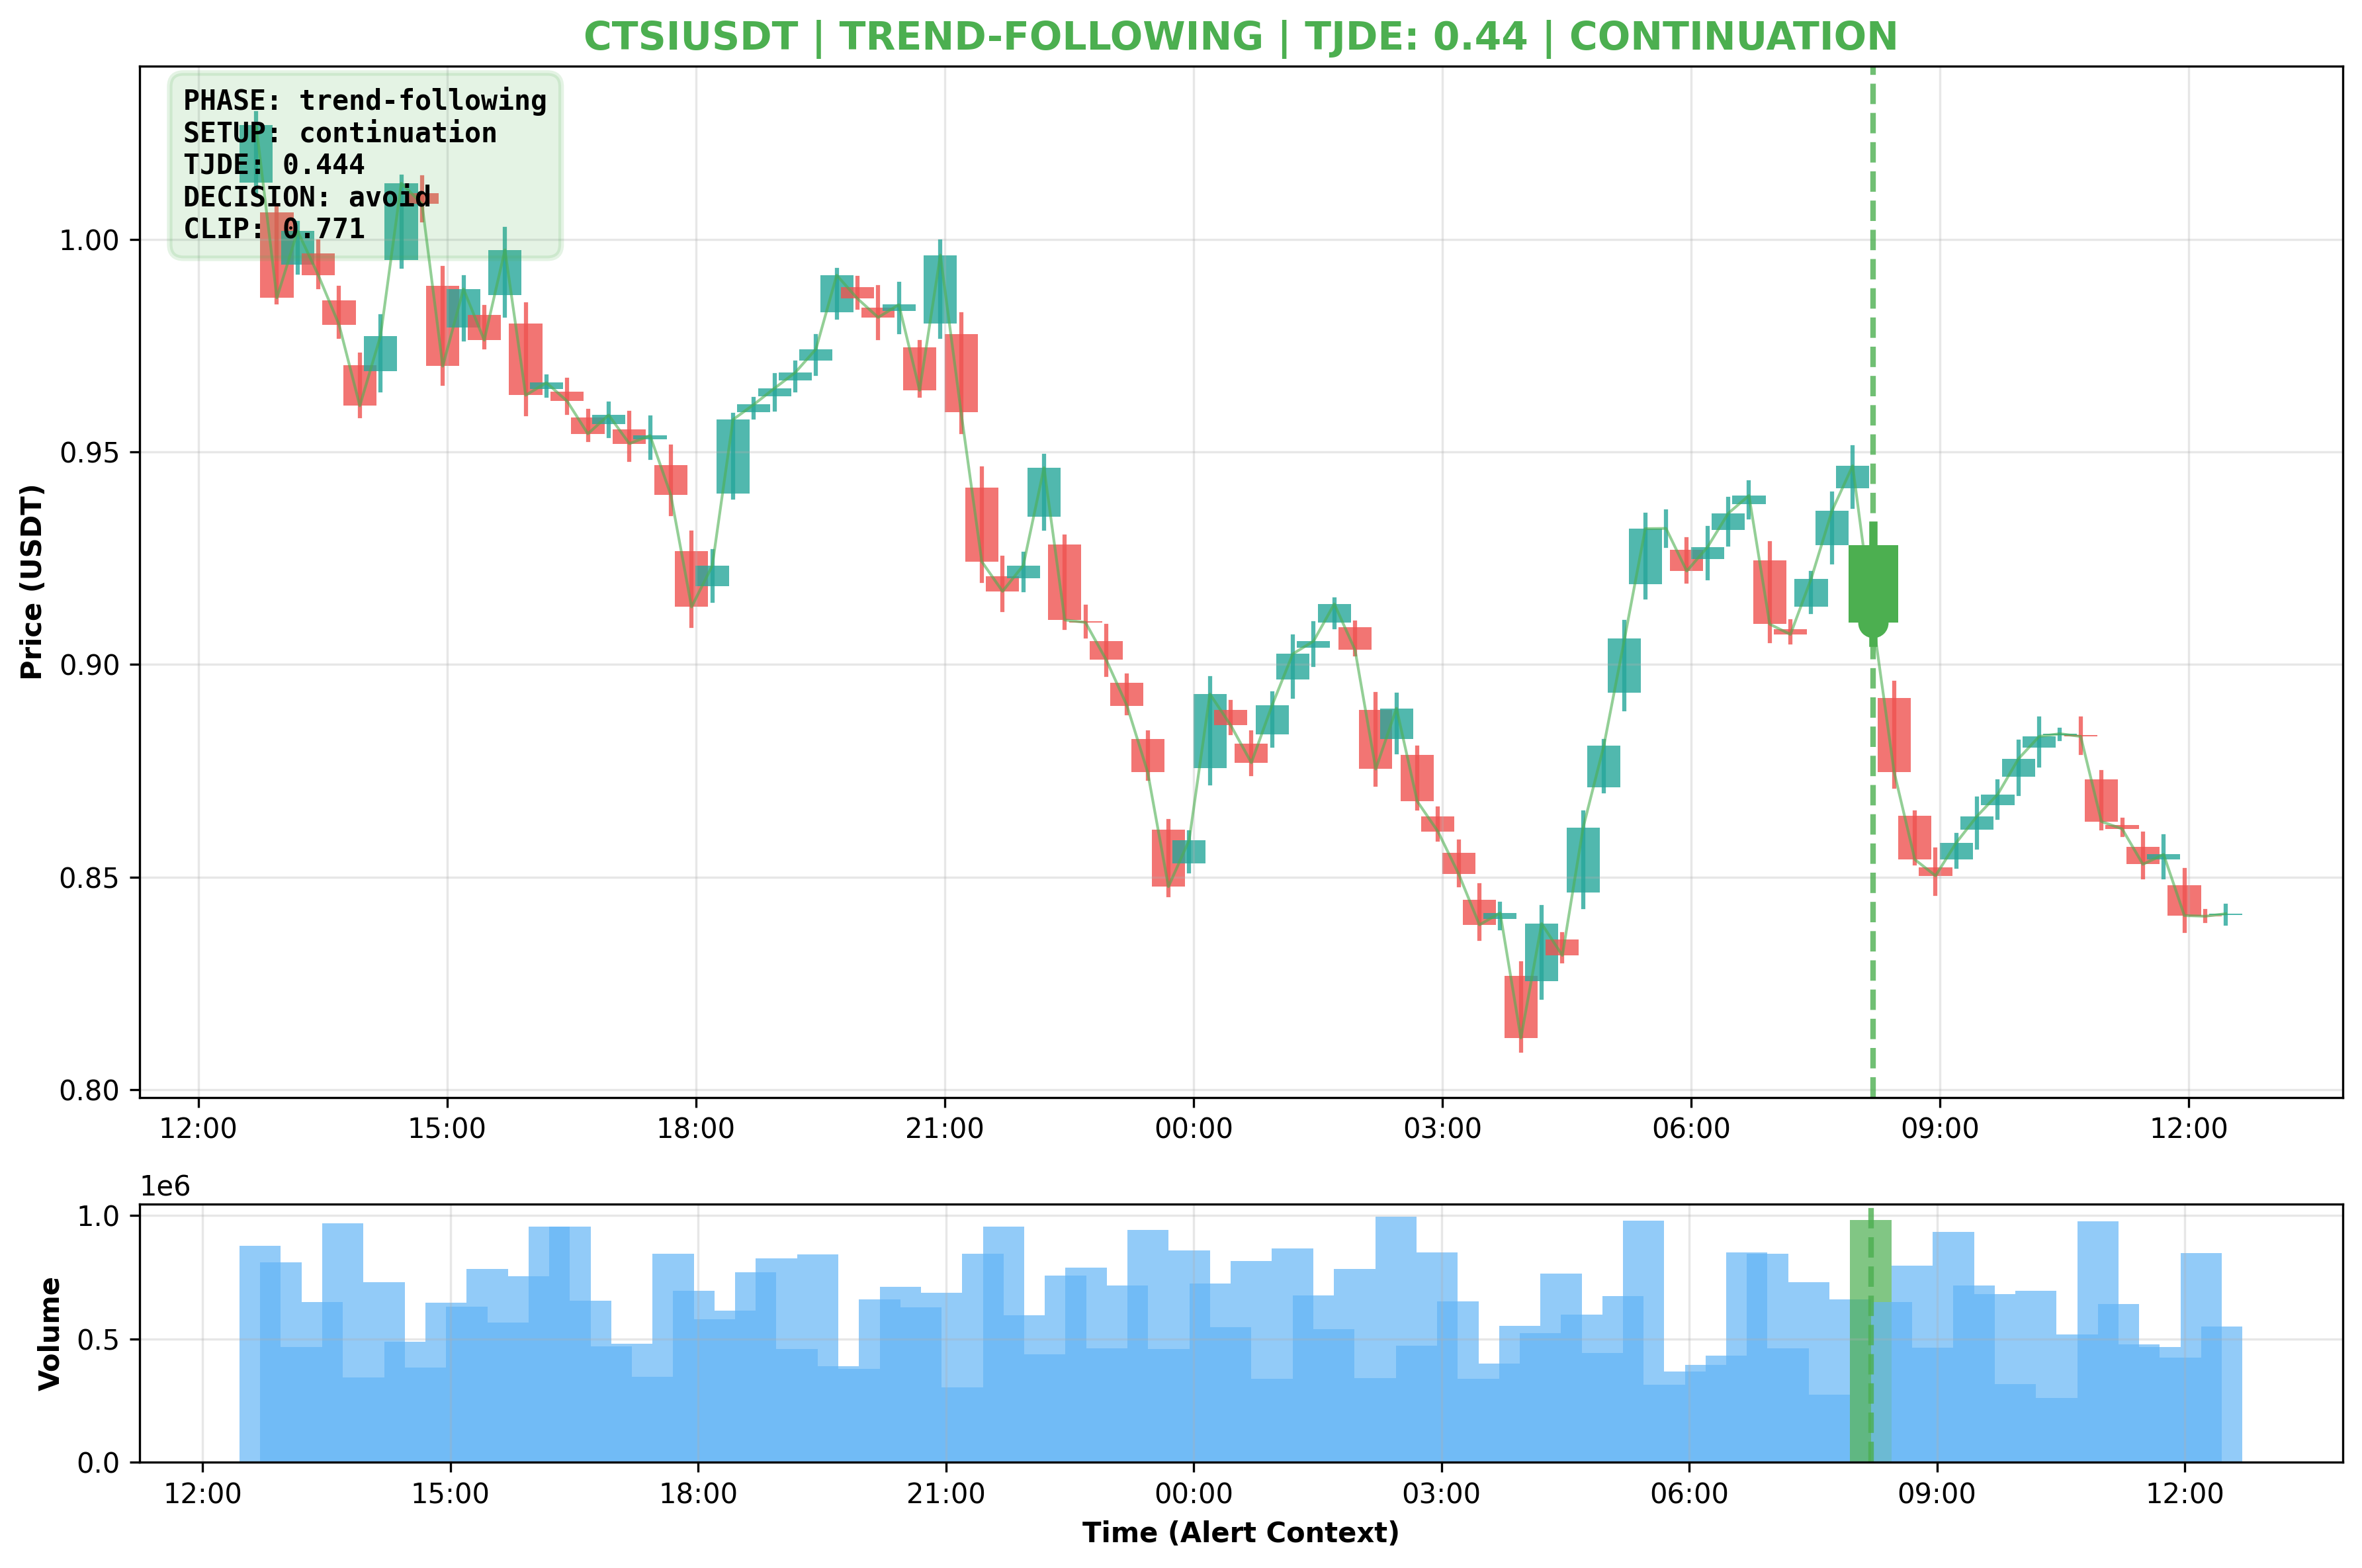 CTSIUSDT | TREND-FOLLOWING | TJDE: 0.44 | CONTINUATION
PHASE: trend-following
SETUP: continuation
TJDE: 0.444
DECISION: avoid
CLIP: 0.771
Price (USDT)
1.00
0.95
0.90
0.85
0.80
12:00 15:00 18:00 21:00 00:00 03:00 06:00 09:00 12:00
1e6
Volume
1.0
0.5
0.0
12:00 15:00 18:00 21:00 00:00 03:00 06:00 09:00 12:00
Time (Alert Context)